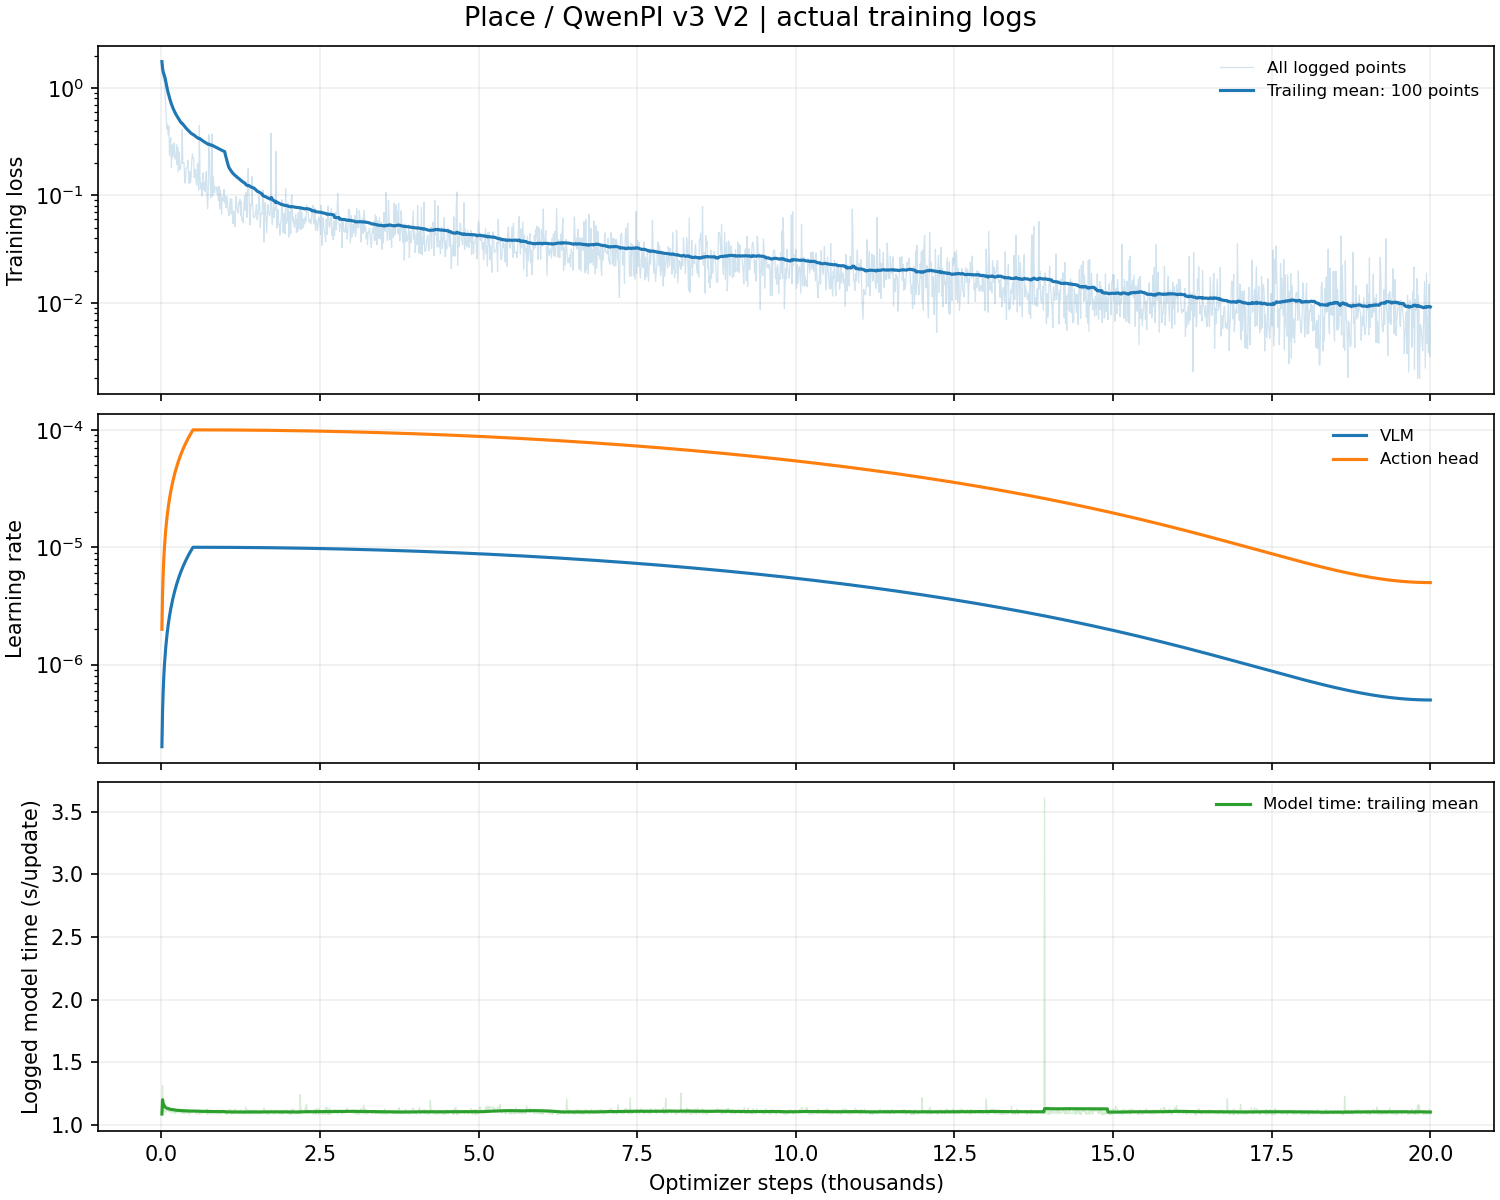 Place / QwenPI v3 V2 | actual training logs
Training loss
10⁰
10⁻¹
10⁻²
All logged points
Trailing mean: 100 points
Learning rate
10⁻⁴
10⁻⁵
10⁻⁶
VLM
Action head
Logged model time (s/update)
3.5
3.0
2.5
2.0
1.5
1.0
Model time: trailing mean
0.0 2.5 5.0 7.5 10.0 12.5 15.0 17.5 20.0
Optimizer steps (thousands)